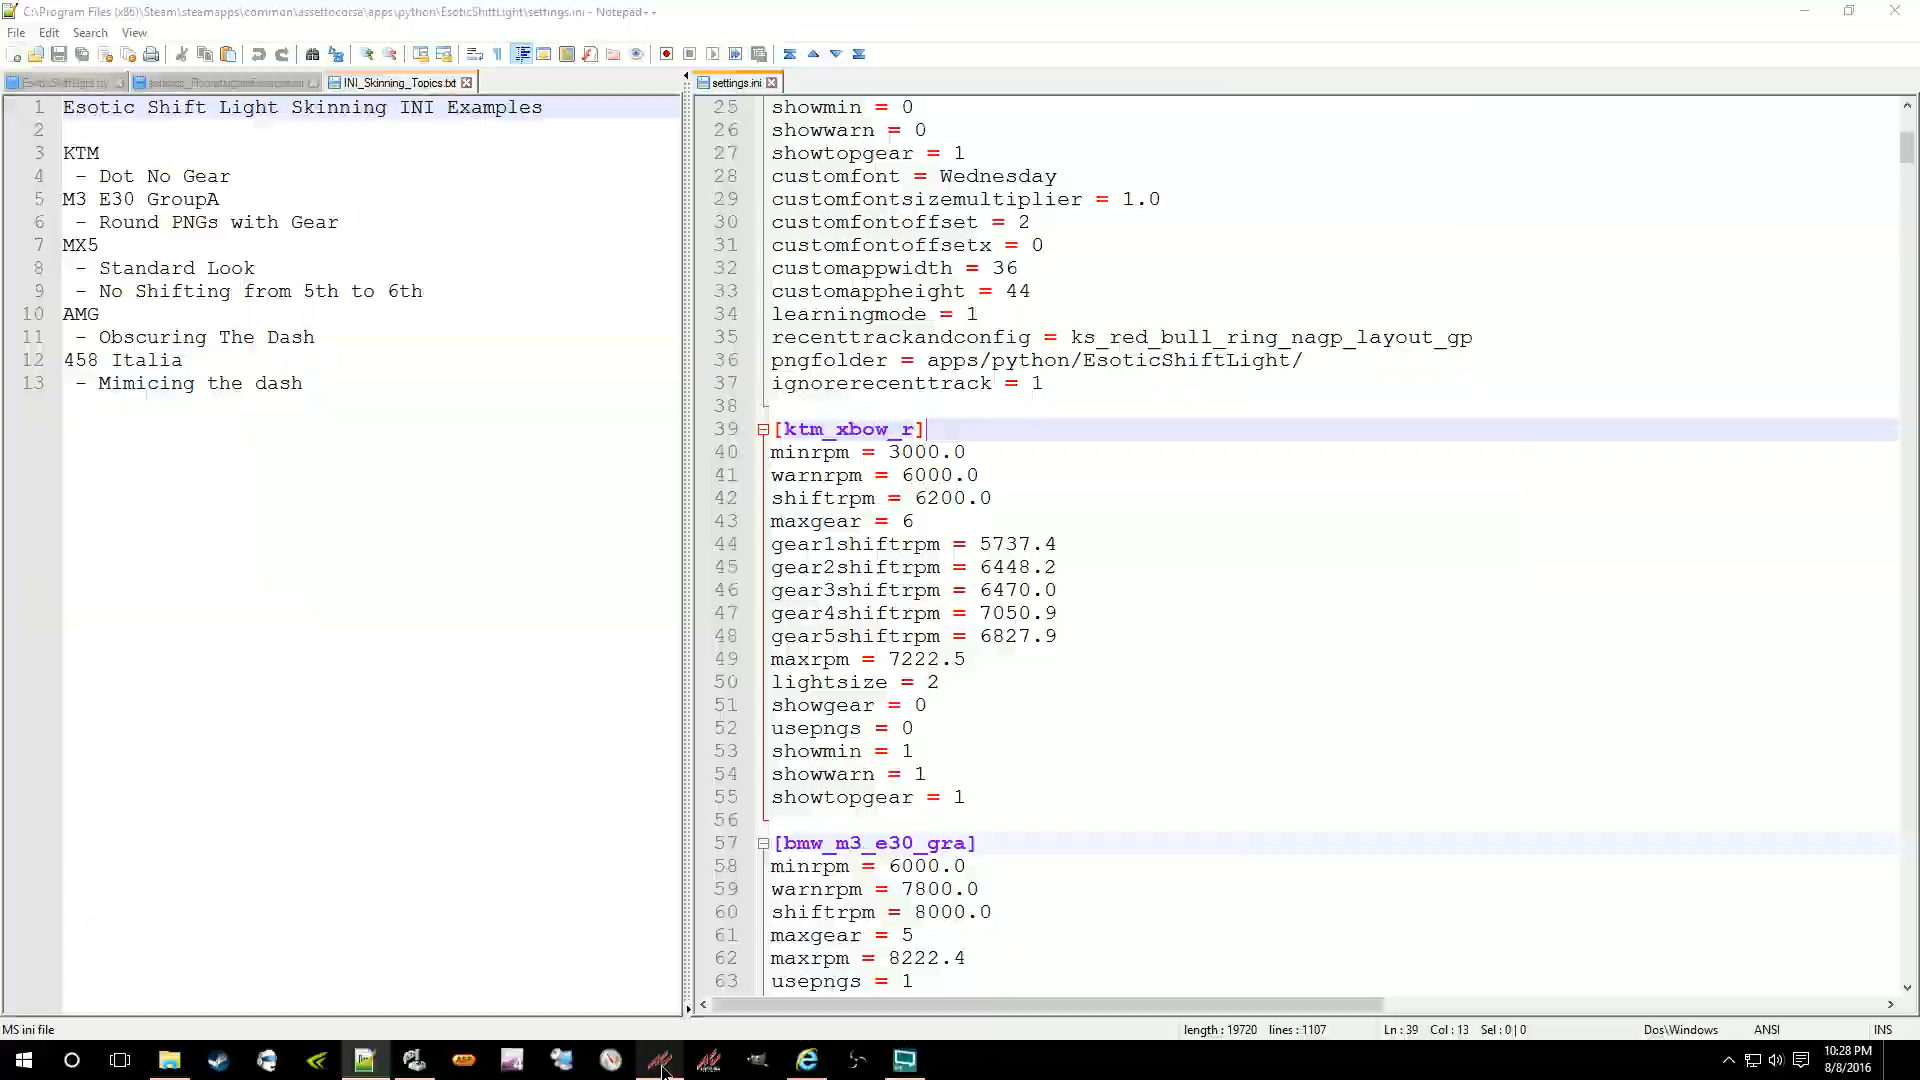 C:\Program Files (x86)\Steam\steamapps\common\assettocorsa\apps\python\EsoticShiftLight\settings.ini - Notepad++
File Edit Search View
INI_Skinning_Topics.txt
settings.ini
1 Esotic Shift Light Skinning INI Examples
2
3 KTM
4 - Dot No Gear
5 M3 E30 GroupA
6 - Round PNGs with Gear
7 MX5
8 - Standard Look
9 - No Shifting from 5th to 6th
10 AMG
11 - Obscuring The Dash
12 458 Italia
13 - Mimicing the dash
25 showmin = 0
26 showwarn = 0
27 showtopgear = 1
28 customfont = Wednesday
29 customfontsizemultiplier = 1.0
30 customfontoffset = 2
31 customfontoffsetx = 0
32 customappwidth = 36
33 customappheight = 44
34 learningmode = 1
35 recenttrackandconfig = ks_red_bull_ring_nagp_layout_gp
36 pngfolder = apps/python/EsoticShiftLight/
37 ignorerecenttrack = 1
38
39 [ktm_xbow_r]
40 minrpm = 3000.0
41 warnrpm = 6000.0
42 shiftrpm = 6200.0
43 maxgear = 6
44 gear1shiftrpm = 5737.4
45 gear2shiftrpm = 6448.2
46 gear3shiftrpm = 6470.0
47 gear4shiftrpm = 7050.9
48 gear5shiftrpm = 6827.9
49 maxrpm = 7222.5
50 lightsize = 2
51 showgear = 0
52 usepngs = 0
53 showmin = 1
54 showwarn = 1
55 showtopgear = 1
56
57 [bmw_m3_e30_gra]
58 minrpm = 6000.0
59 warnrpm = 7800.0
60 shiftrpm = 8000.0
61 maxgear = 5
62 maxrpm = 8222.4
63 usepngs = 1
MS ini file
length : 19720 lines : 1107
Ln : 39 Col : 13 Sel : 0 | 0
Dos\Windows
ANSI
INS
10:28 PM
8/8/2016